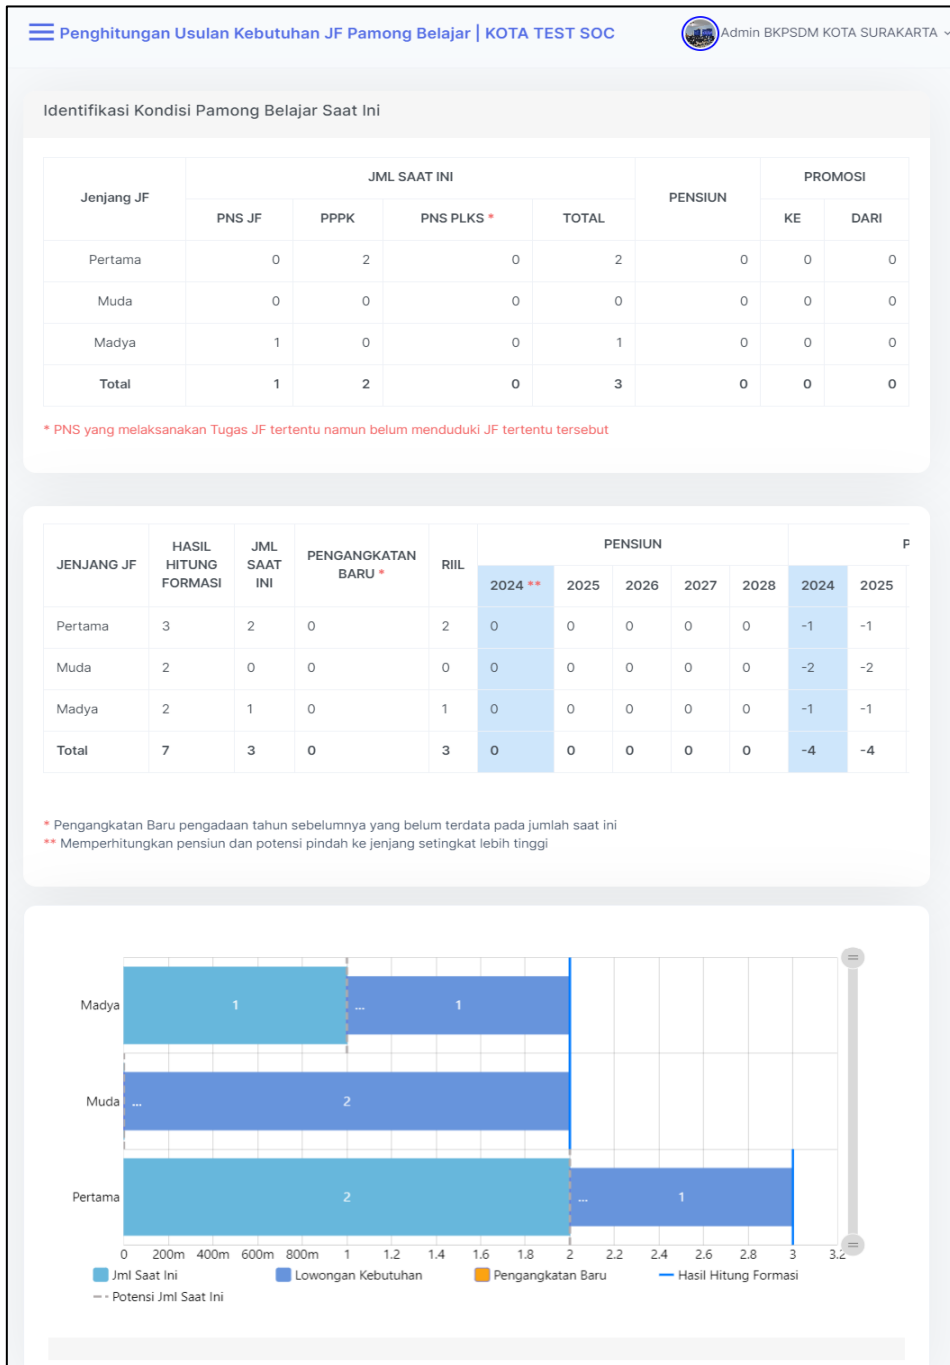 Penghitungan Usulan Kebutuhan JF Pamong Belajar | KOTA TEST SOC
Admin BKPSDM KOTA SURAKARTA
Identifikasi Kondisi Pamong Belajar Saat Ini
Jenjang JF JML SAAT INI PENSIUN PROMOSI
PNS JF PPPK PNS PLKS * TOTAL KE DARI
Pertama 0 2 0 2 0 0 0
Muda 0 0 0 0 0 0 0
Madya 1 0 0 1 0 0 0
Total 1 2 0 3 0 0 0
* PNS yang melaksanakan Tugas JF tertentu namun belum menduduki JF tertentu tersebut
JENJANG JF HASIL HITUNG FORMASI JML SAAT INI PENGANGKATAN BARU * RIIL PENSIUN P
2024 ** 2025 2026 2027 2028 2024 2025
Pertama 3 2 0 2 0 0 0 0 0 -1 -1
Muda 2 0 0 0 0 0 0 0 0 -2 -2
Madya 2 1 0 1 0 0 0 0 0 -1 -1
Total 7 3 0 3 0 0 0 0 0 -4 -4
* Pengangkatan Baru pengadaan tahun sebelumnya yang belum terdata pada jumlah saat ini
** Memperhitungkan pensiun dan potensi pindah ke jenjang setingkat lebih tinggi
Madya 1 ... 1
Muda ... 2
Pertama 2 ... 1
0 200m 400m 600m 800m 1 1.2 1.4 1.6 1.8 2 2.2 2.4 2.6 2.8 3 3.2
Jml Saat Ini Lowongan Kebutuhan Pengangkatan Baru Hasil Hitung Formasi
Potensi Jml Saat Ini